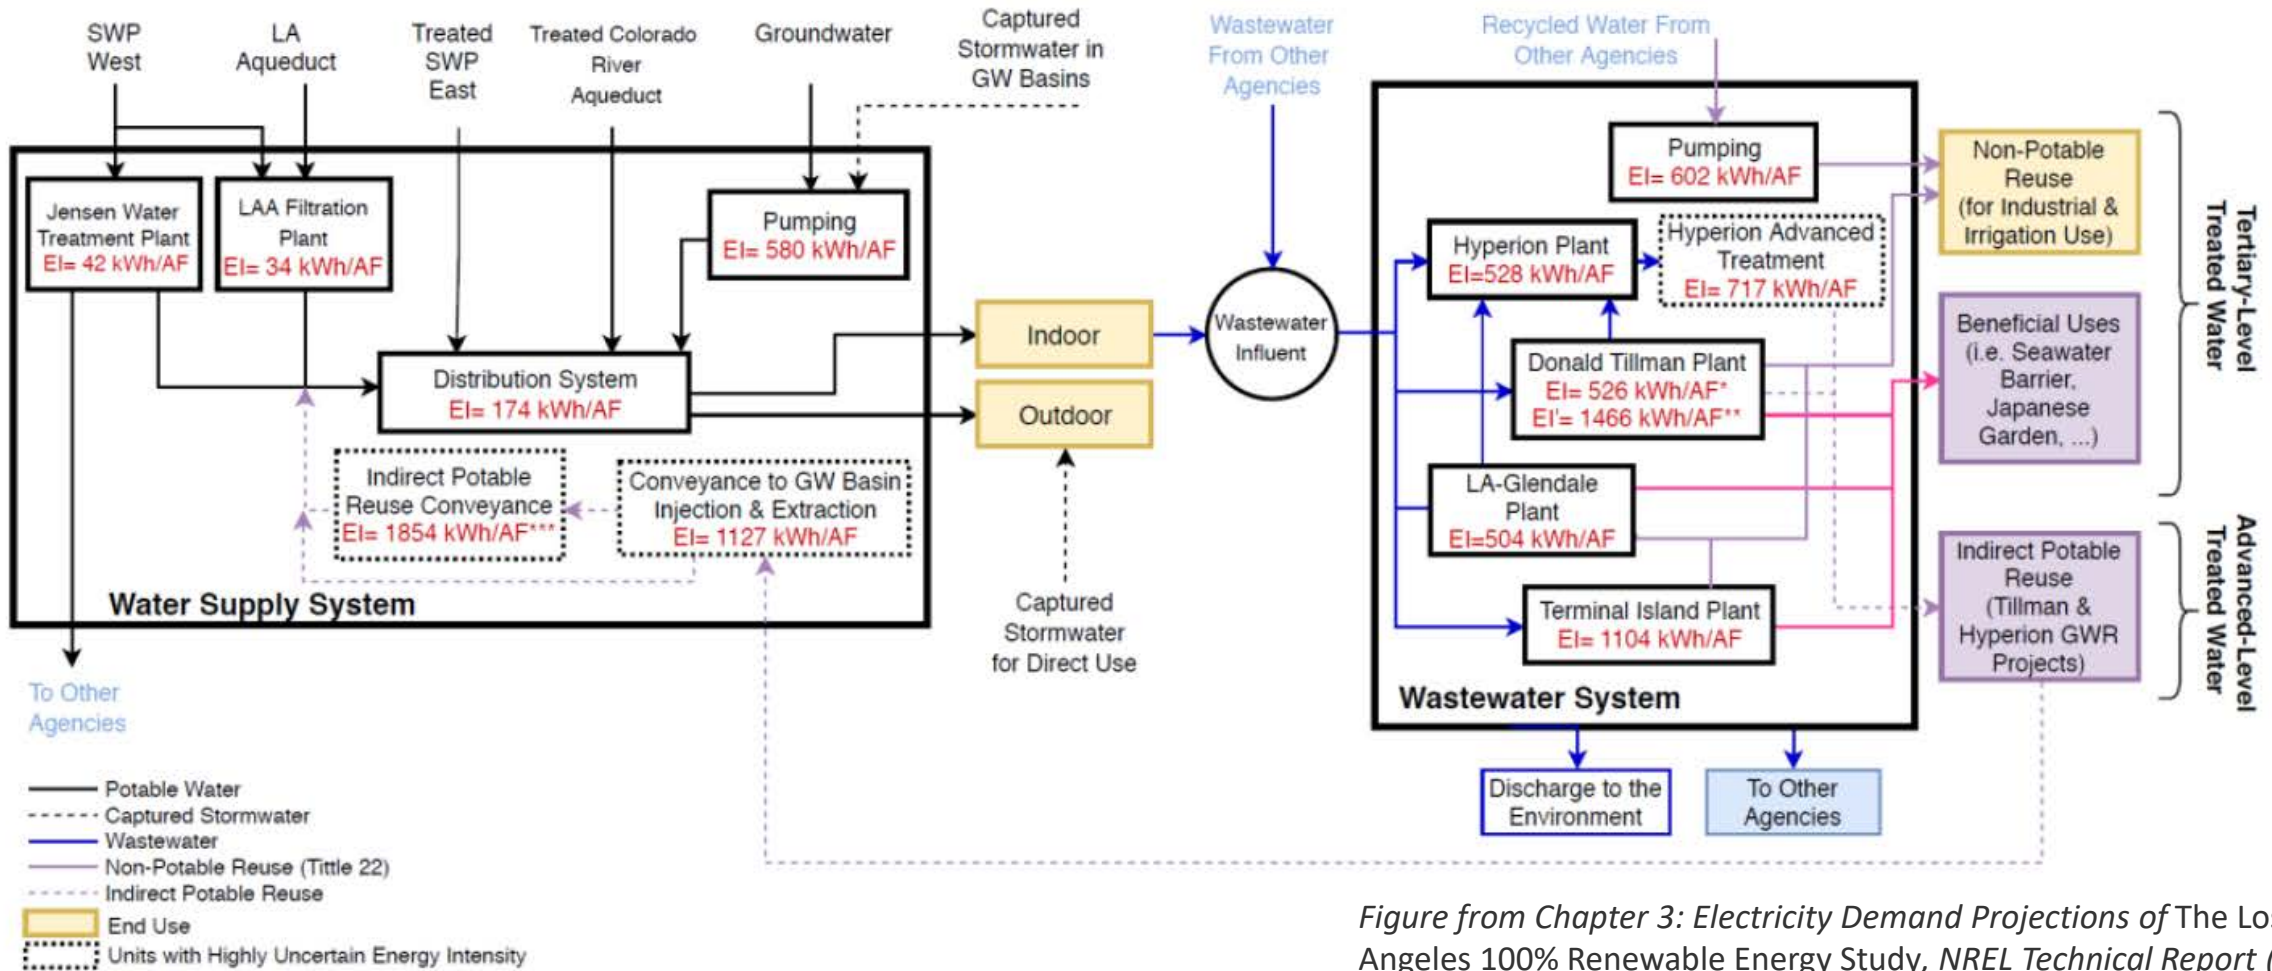 SWP
West
LA
Aqueduct
Treated
SWP
East
Treated Colorado
River
Aqueduct
Groundwater
Captured
Stormwater in
GW Basins
Wastewater
From Other
Agencies
Recycled Water From
Other Agencies
Jensen Water
Treatment Plant
EI= 42 kWh/AF
LAA Filtration
Plant
EI= 34 kWh/AF
Pumping
EI= 580 kWh/AF
Distribution System
EI= 174 kWh/AF
Indirect Potable
Reuse Conveyance
EI= 1854 kWh/AF***
Conveyance to GW Basin
Injection & Extraction
EI= 1127 kWh/AF
Water Supply System
To Other
Agencies
Indoor
Outdoor
Captured
Stormwater
for Direct Use
Wastewater
Influent
Pumping
EI= 602 kWh/AF
Hyperion Plant
EI=528 kWh/AF
Hyperion Advanced
Treatment
EI= 717 kWh/AF
Donald Tillman Plant
EI= 526 kWh/AF*
EI'= 1466 kWh/AF**
LA-Glendale
Plant
EI=504 kWh/AF
Terminal Island Plant
EI= 1104 kWh/AF
Wastewater System
Discharge to the
Environment
To Other
Agencies
Non-Potable
Reuse
(for Industrial &
Irrigation Use)
Beneficial Uses
(i.e. Seawater
Barrier,
Japanese
Garden, ...)
Indirect Potable
Reuse
(Tillman &
Hyperion GWR
Projects)
Tertiary-Level
Treated Water
Advanced-Level
Treated Water
Potable Water
Captured Stormwater
Wastewater
Non-Potable Reuse (Tittle 22)
Indirect Potable Reuse
End Use
Units with Highly Uncertain Energy Intensity
Figure from Chapter 3: Electricity Demand Projections of The Los
Angeles 100% Renewable Energy Study, NREL Technical Report (